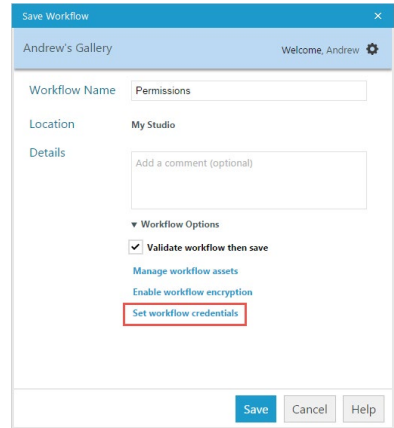 Save Workflow
Andrew's Gallery
Welcome, Andrew
Workflow Name
Permissions
Location
My Studio
Details
Add a comment (optional)
Workflow Options
Validate workflow then save
Manage workflow assets
Enable workflow encryption
Set workflow credentials
Save
Cancel
Help